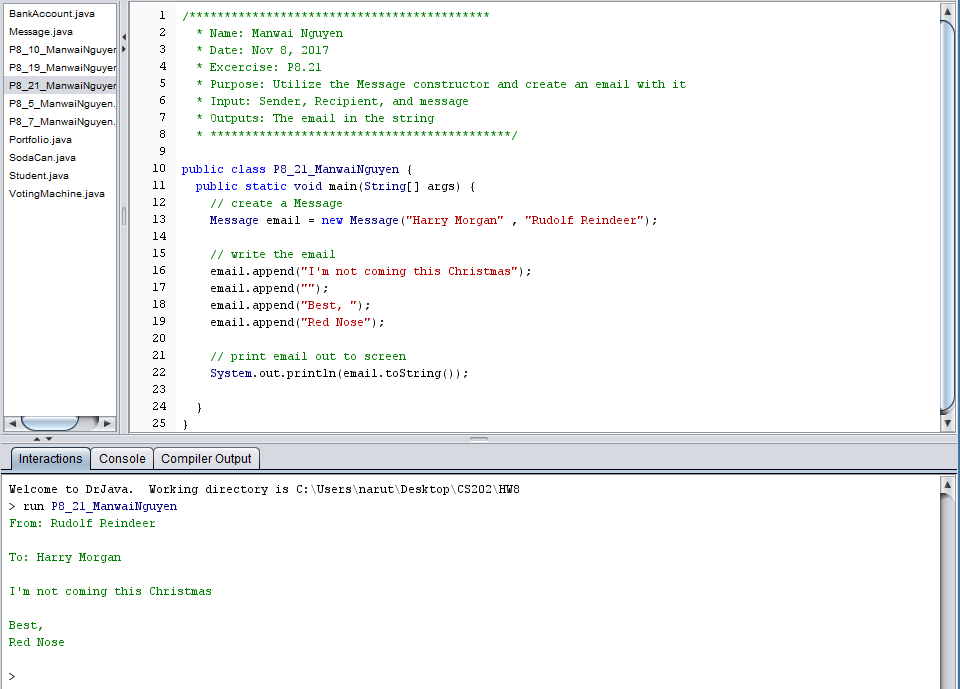 BankAccount.java
Message.java
P8_10_ManwaiNguyen
P8_19_ManwaiNguyen
P8_21_ManwaiNguyen
P8_5_ManwaiNguyen.
P8_7_ManwaiNguyen.
Portfolio.java
SodaCan.java
Student.java
VotingMachine.java
1 /*******************************************
2 * Name: Manwai Nguyen
3 * Date: Nov 8, 2017
4 * Excercise: P8.21
5 * Purpose: Utilize the Message constructor and create an email with it
6 * Input: Sender, Recipient, and message
7 * Outputs: The email in the string
8 * *******************************************/
9
10 public class P8_21_ManwaiNguyen {
11 public static void main(String[] args) {
12 // create a Message
13 Message email = new Message("Harry Morgan" , "Rudolf Reindeer");
14
15 // write the email
16 email.append("I'm not coming this Christmas");
17 email.append("");
18 email.append("Best, ");
19 email.append("Red Nose");
20
21 // print email out to screen
22 System.out.println(email.toString());
23
24 }
25 }
Interactions Console Compiler Output
Welcome to DrJava. Working directory is C:\Users\narut\Desktop\CS202\HW8
> run P8_21_ManwaiNguyen
From: Rudolf Reindeer
To: Harry Morgan
I'm not coming this Christmas
Best,
Red Nose
>